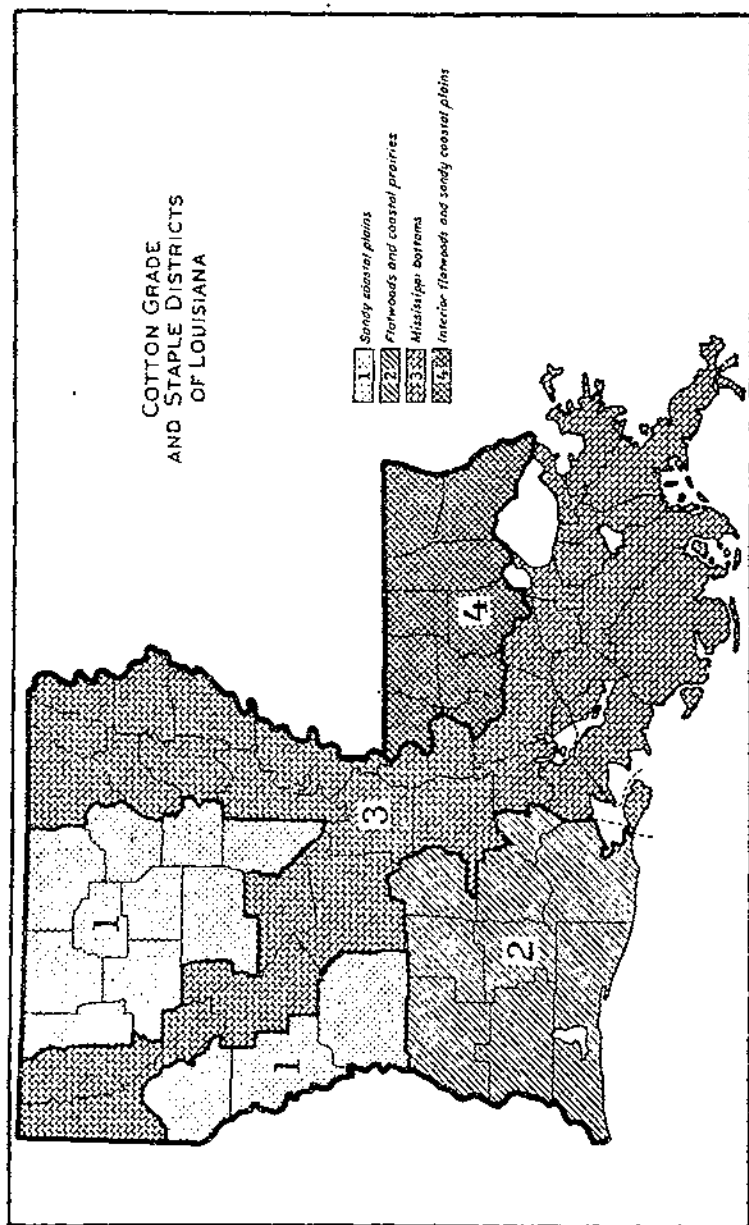 COTTON GRADE
AND STAPLE DISTRICTS
OF LOUISIANA
1 Sandy coastal plains
2 Flatwoods and coastal prairies
3 Mississippi bottoms
4 Interior flatwoods and sandy coastal plains
1
1
3
4
2